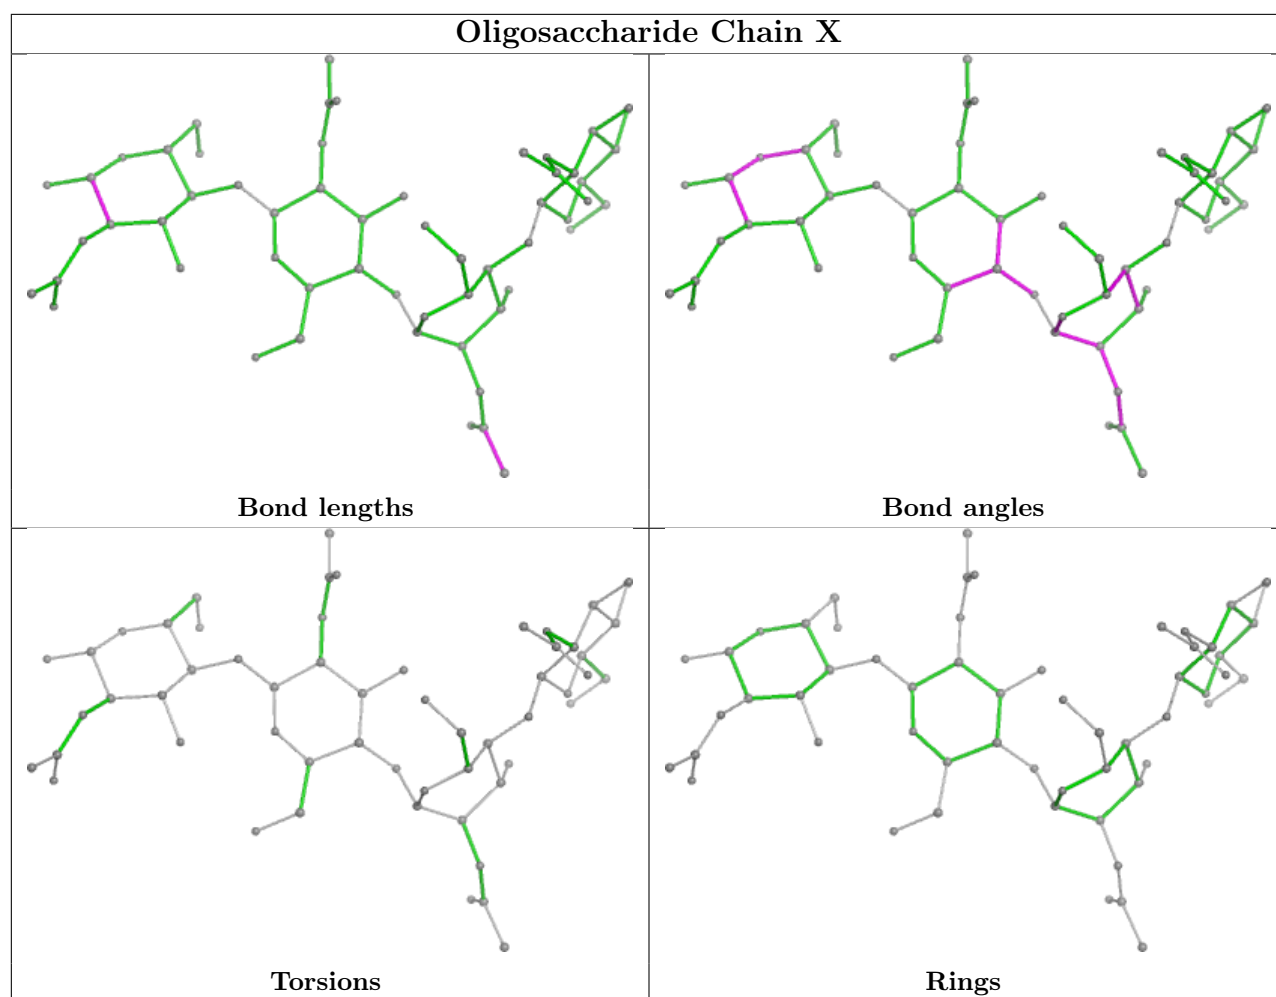 Oligosaccharide Chain X
Bond lengths
Bond angles
Torsions
Rings